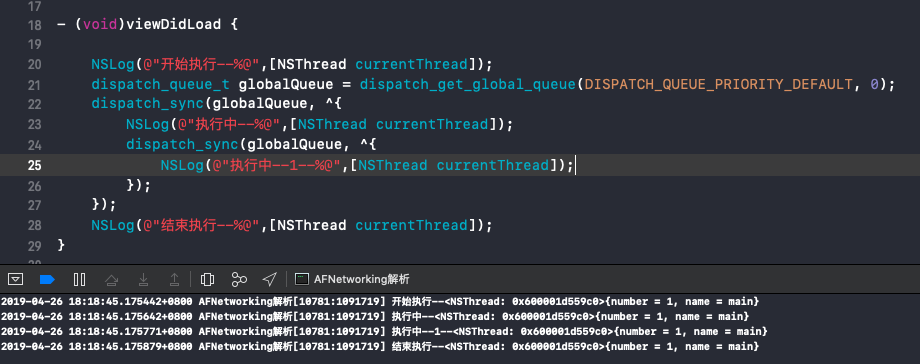 17
18 - (void)viewDidLoad {
19
20 NSLog(@"开始执行--%@",[NSThread currentThread]);
21 dispatch_queue_t globalQueue = dispatch_get_global_queue(DISPATCH_QUEUE_PRIORITY_DEFAULT, 0);
22 dispatch_sync(globalQueue, ^{
23 NSLog(@"执行中--%@",[NSThread currentThread]);
24 dispatch_sync(globalQueue, ^{
25 NSLog(@"执行中--1--%@",[NSThread currentThread]);
26 });
27 });
28 NSLog(@"结束执行--%@",[NSThread currentThread]);
29 }
AFNetworking解析
2019-04-26 18:18:45.175442+0800 AFNetworking解析[10781:1091719] 开始执行--<NSThread: 0x600001d559c0>{number = 1, name = main}
2019-04-26 18:18:45.175642+0800 AFNetworking解析[10781:1091719] 执行中--<NSThread: 0x600001d559c0>{number = 1, name = main}
2019-04-26 18:18:45.175771+0800 AFNetworking解析[10781:1091719] 执行中--1--<NSThread: 0x600001d559c0>{number = 1, name = main}
2019-04-26 18:18:45.175879+0800 AFNetworking解析[10781:1091719] 结束执行--<NSThread: 0x600001d559c0>{number = 1, name = main}